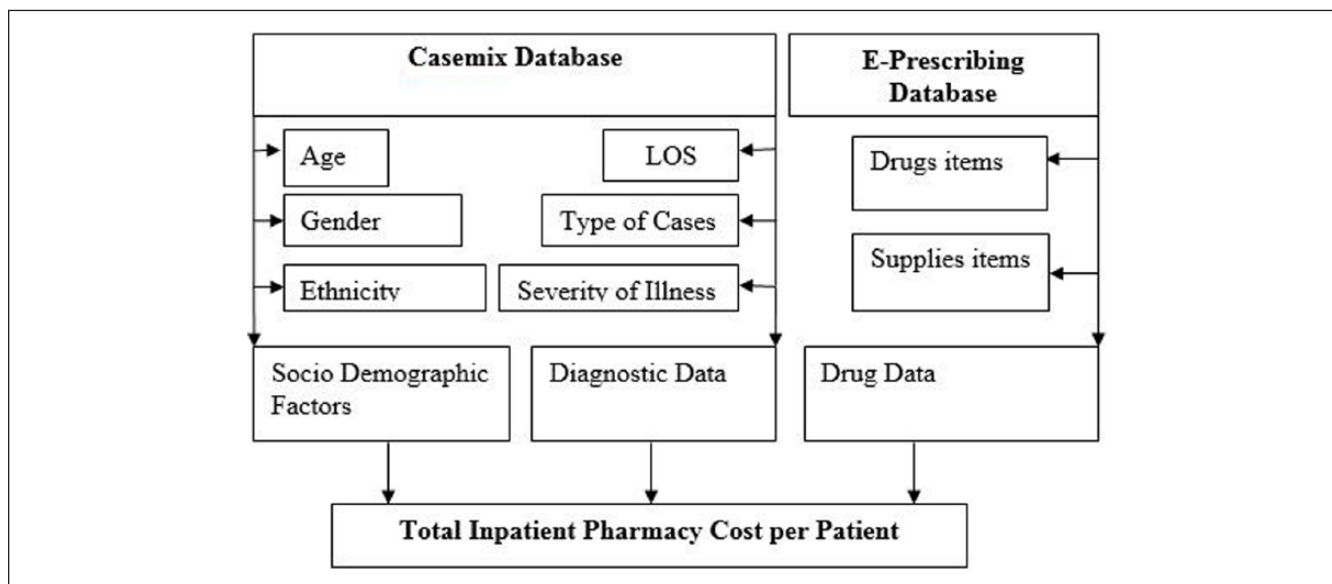 Casemix Database
E-Prescribing
Database
Age
LOS
Drugs items
Gender
Type of Cases
Supplies items
Ethnicity
Severity of Illness
Socio Demographic
Factors
Diagnostic Data
Drug Data
Total Inpatient Pharmacy Cost per Patient